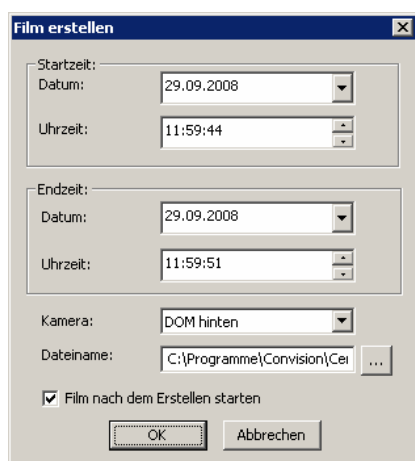 Film erstellen
Startzeit:
Datum: 29.09.2008
Uhrzeit: 11:59:44
Endzeit:
Datum: 29.09.2008
Uhrzeit: 11:59:51
Kamera: DOM hinten
Dateiname: C:\Programme\Convision\Cei ...
Film nach dem Erstellen starten
OK Abbrechen